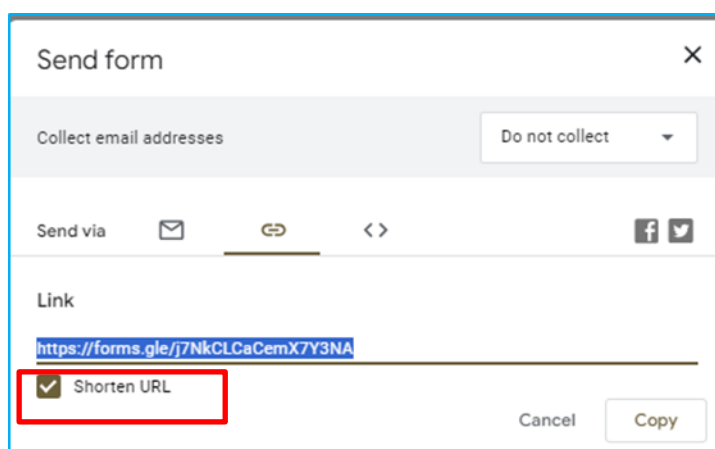 Send form
Collect email addresses
Do not collect
Send via
Link
https://forms.gle/j7NkCLCaCemX7Y3NA
Shorten URL
Cancel
Copy